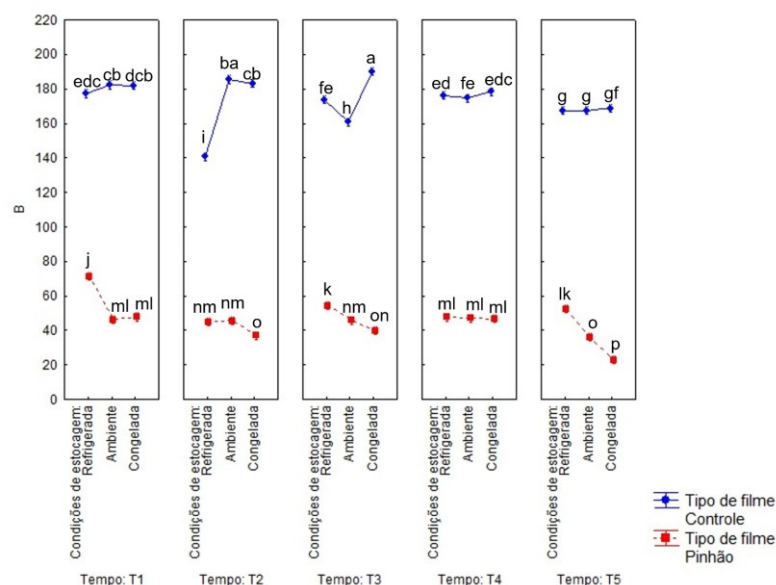 220
200
180
160
140
120
100
80
60
40
20
0
B
edc cb dcb
j
ml ml
i ba cb
nm nm o
fe h a
k nm on
ed fe edc
ml ml ml
g g gf
lk o p
Condições de estocagem:
Refrigerada
Ambiente
Congelada
Condições de estocagem:
Refrigerada
Ambiente
Congelada
Condições de estocagem:
Refrigerada
Ambiente
Congelada
Condições de estocagem:
Refrigerada
Ambiente
Congelada
Condições de estocagem:
Refrigerada
Ambiente
Congelada
Tempo: T1
Tempo: T2
Tempo: T3
Tempo: T4
Tempo: T5
Tipo de filme
Controle
Tipo de filme
Pinhão